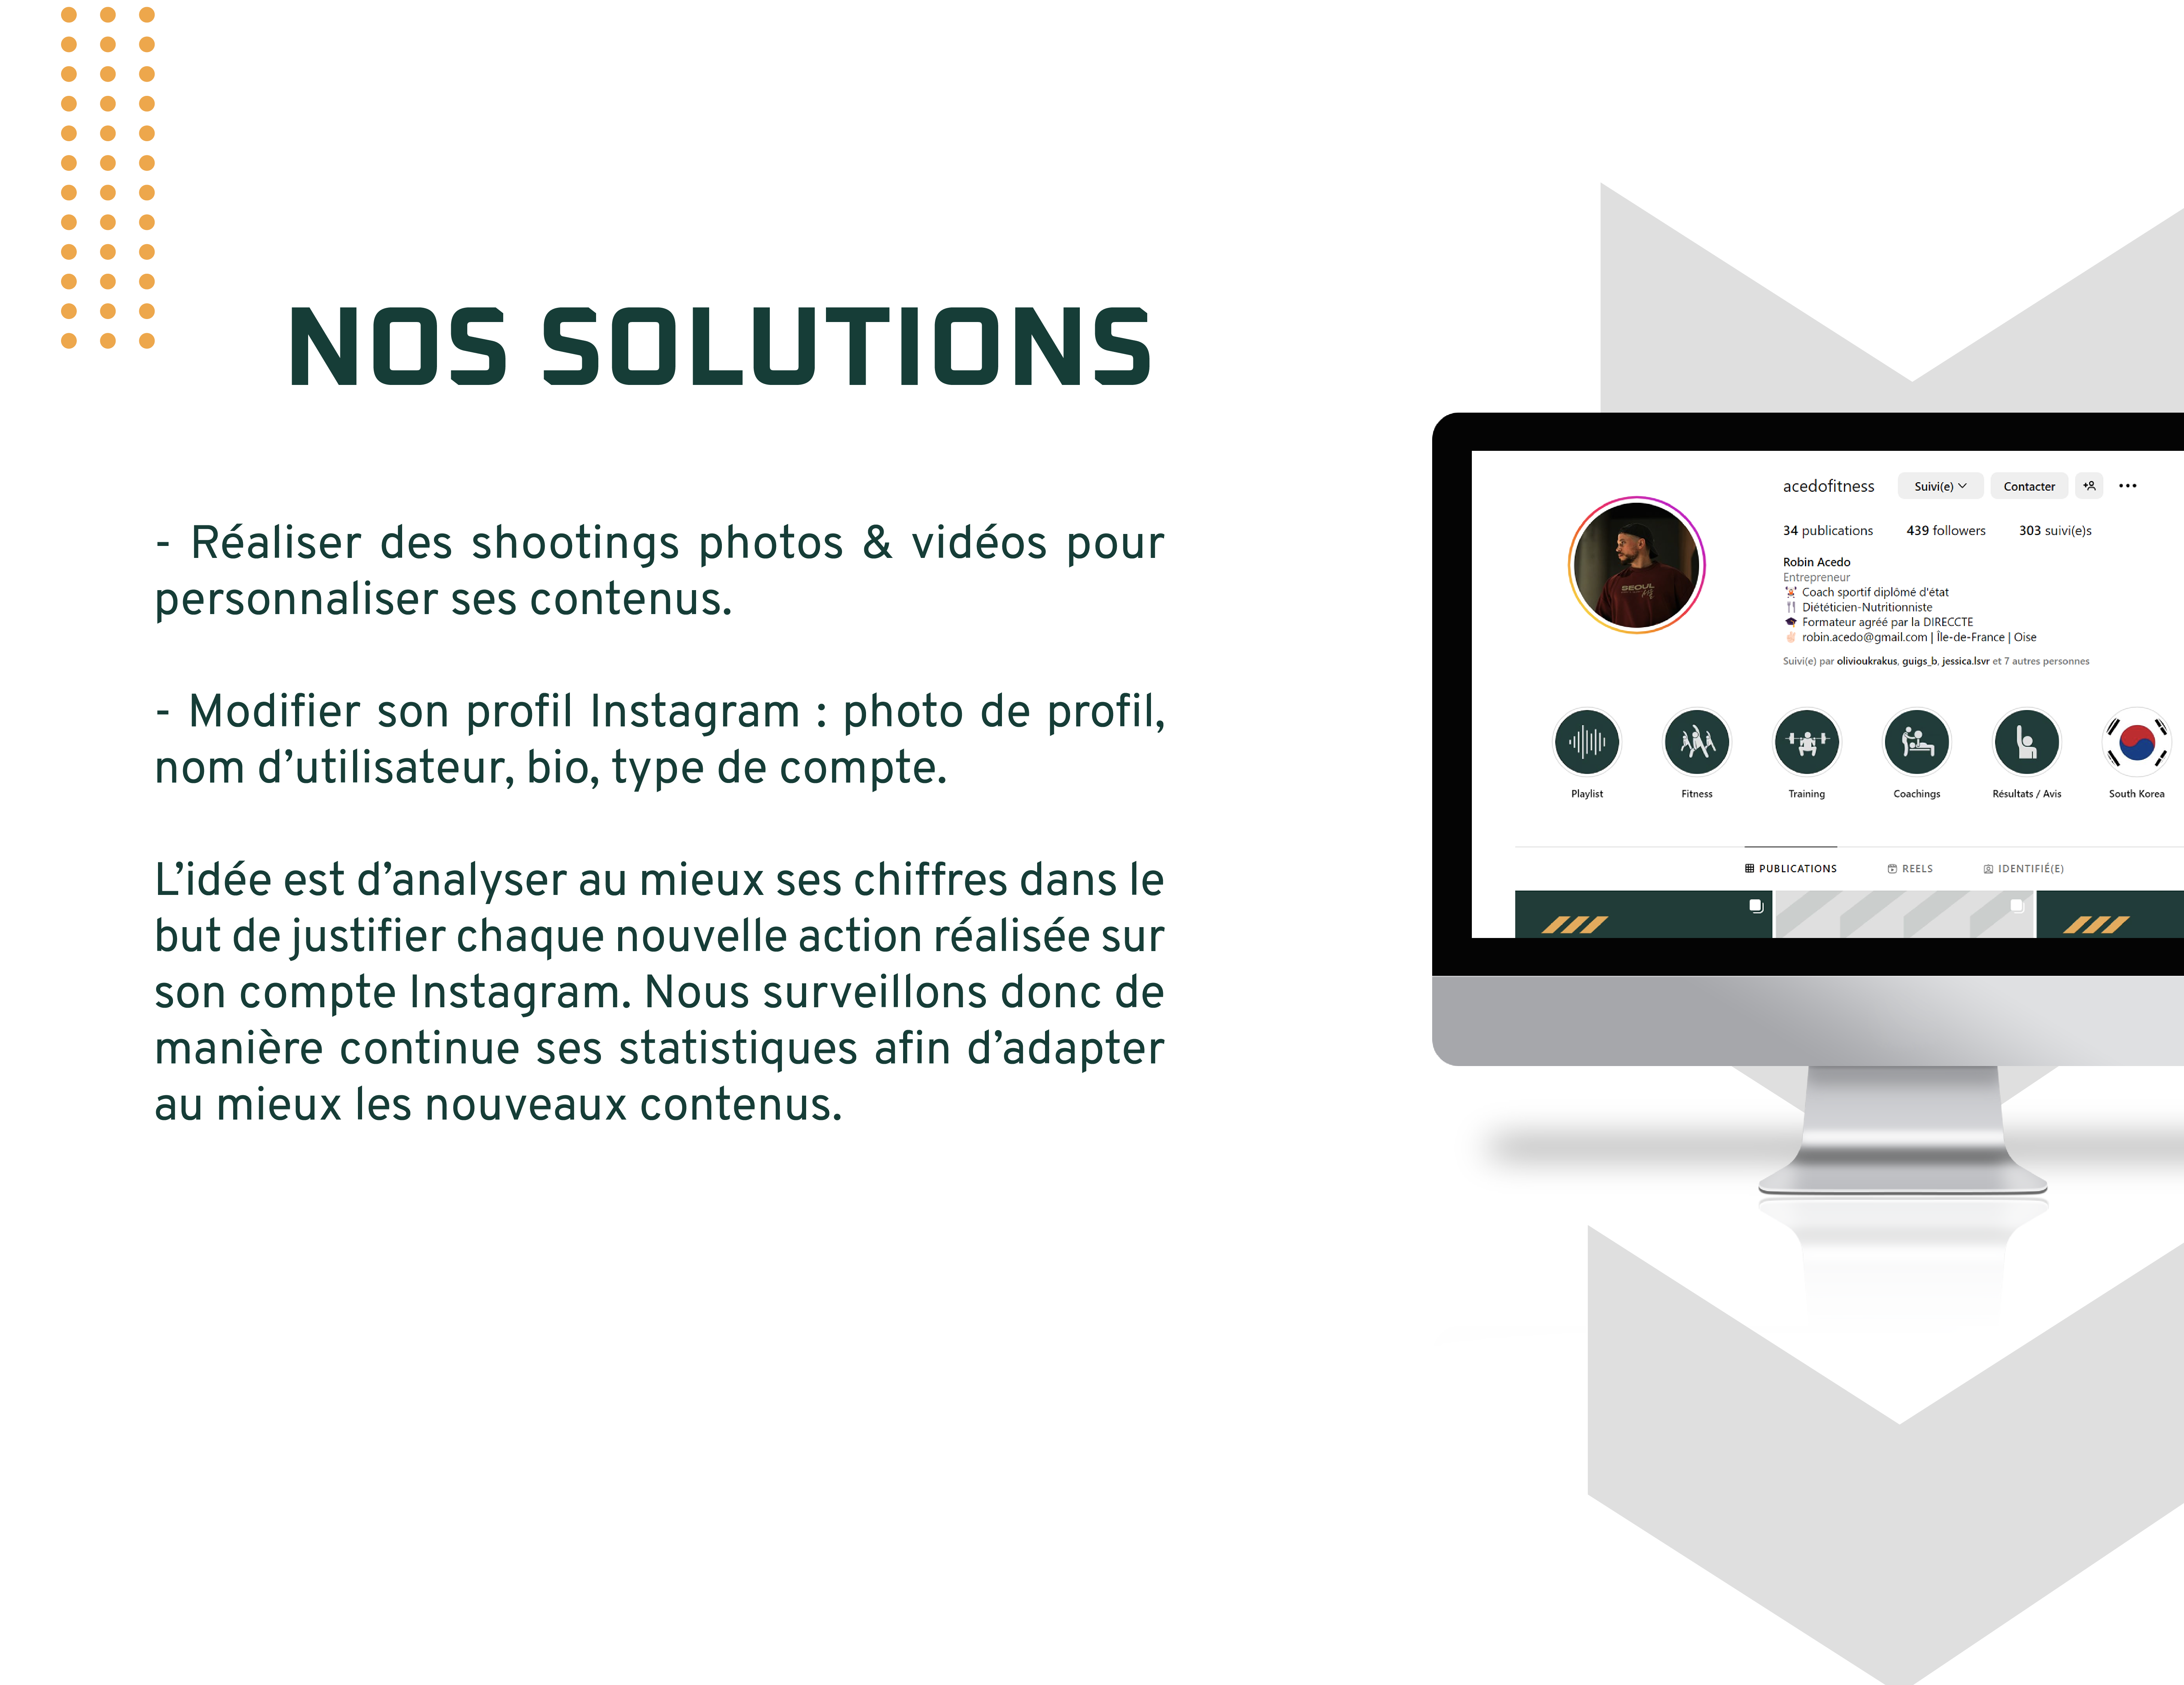 NOS SOLUTIONS
- Réaliser des shootings photos & vidéos pour
personnaliser ses contenus.
- Modifier son profil Instagram : photo de profil,
nom d’utilisateur, bio, type de compte.
L’idée est d’analyser au mieux ses chiffres dans le
but de justifier chaque nouvelle action réalisée sur
son compte Instagram. Nous surveillons donc de
manière continue ses statistiques afin d’adapter
au mieux les nouveaux contenus.
acedofitness Suivi(e) Contacter
34 publications 439 followers 303 suivi(e)s
Robin Acedo
Entrepreneur
Coach sportif diplômé d'état
Diététicien-Nutritionniste
Formateur agréé par la DIRECCTE
robin.acedo@gmail.com | Île-de-France | Oise
Suivi(e) par olivioukrakus, guigs_b, jessica.lsvr et 7 autres personnes
SEOUL
Playlist Fitness Training Coachings Résultats / Avis South Korea
PUBLICATIONS REELS IDENTIFIÉ(E)